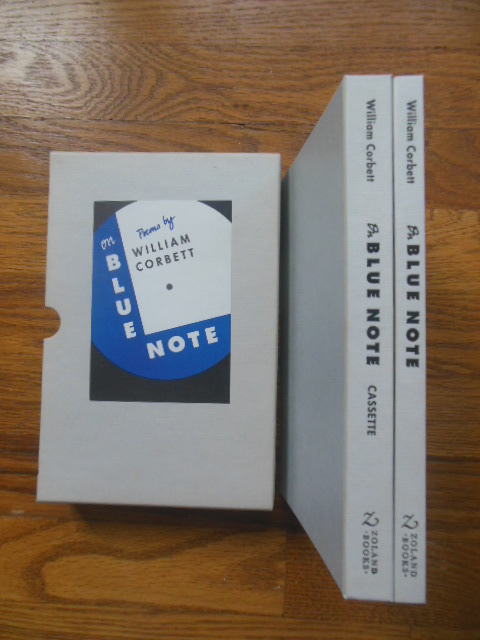 on
BLUE
NOTE
Poems by
WILLIAM
CORBETT
William Corbett
On BLUE NOTE
CASSETTE
ZOLAND
·BOOKS·
William Corbett
On BLUE NOTE
ZOLAND
·BOOKS·